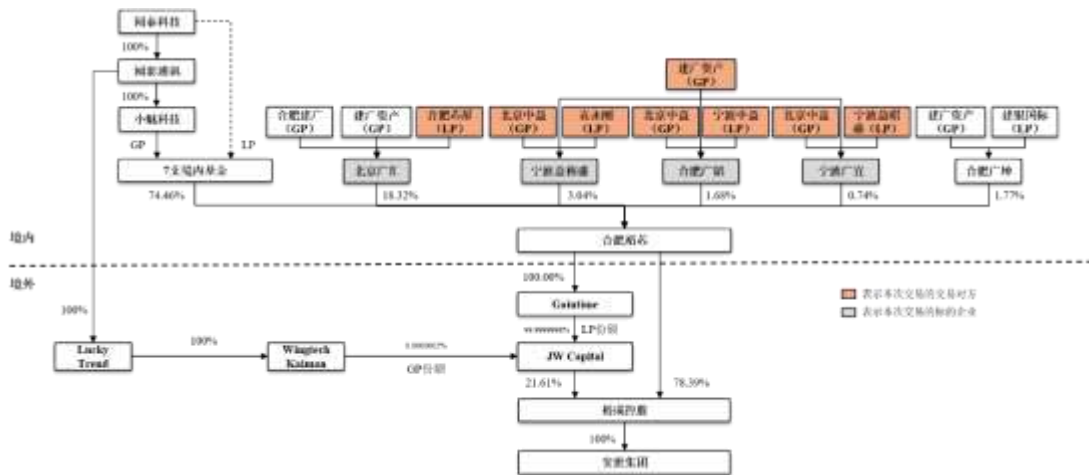 闻泰科技
100%
闻泰通讯
100%
小魅科技
GP
LP
7支境内基金
74.46%
建广资产
(GP)
合肥建广
(GP)
建广资产
(GP)
合肥芯屏
(LP)
北京中益
(GP)
袁永刚
(LP)
北京中益
(GP)
宁波中益
(LP)
北京中益
(GP)
宁波益昭
盛(LP)
建广资产
(GP)
建银国际
(LP)
北京广汇
宁波益穆盛
合肥广韬
宁波广宜
合肥广坤
18.32%
3.04%
1.68%
0.74%
1.77%
境内
合肥裕芯
境外
100.00%
Gaintime
LP份额
表示本次交易的交易对方
表示本次交易的标的企业
100%
Lucky
Trend
100%
Wingtech
Kaiman
GP份额
JW Capital
21.61%
78.39%
裕成控股
100%
安世集团